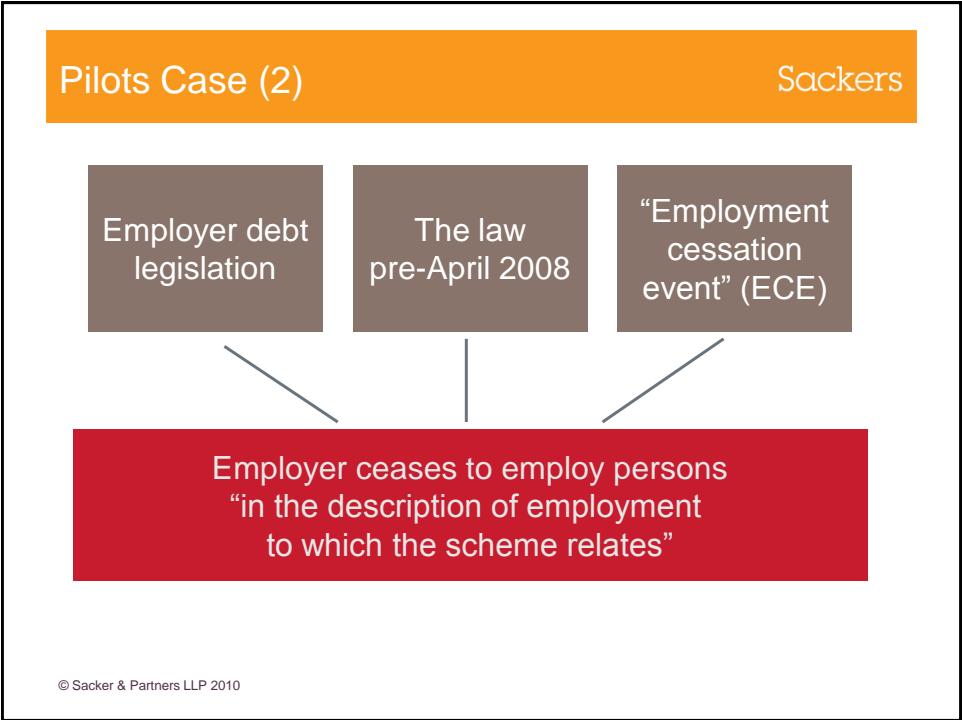 Pilots Case (2)
Sackers
Employer debt
legislation
The law
pre-April 2008
“Employment
cessation
event” (ECE)
Employer ceases to employ persons
“in the description of employment
to which the scheme relates”
© Sacker & Partners LLP 2010